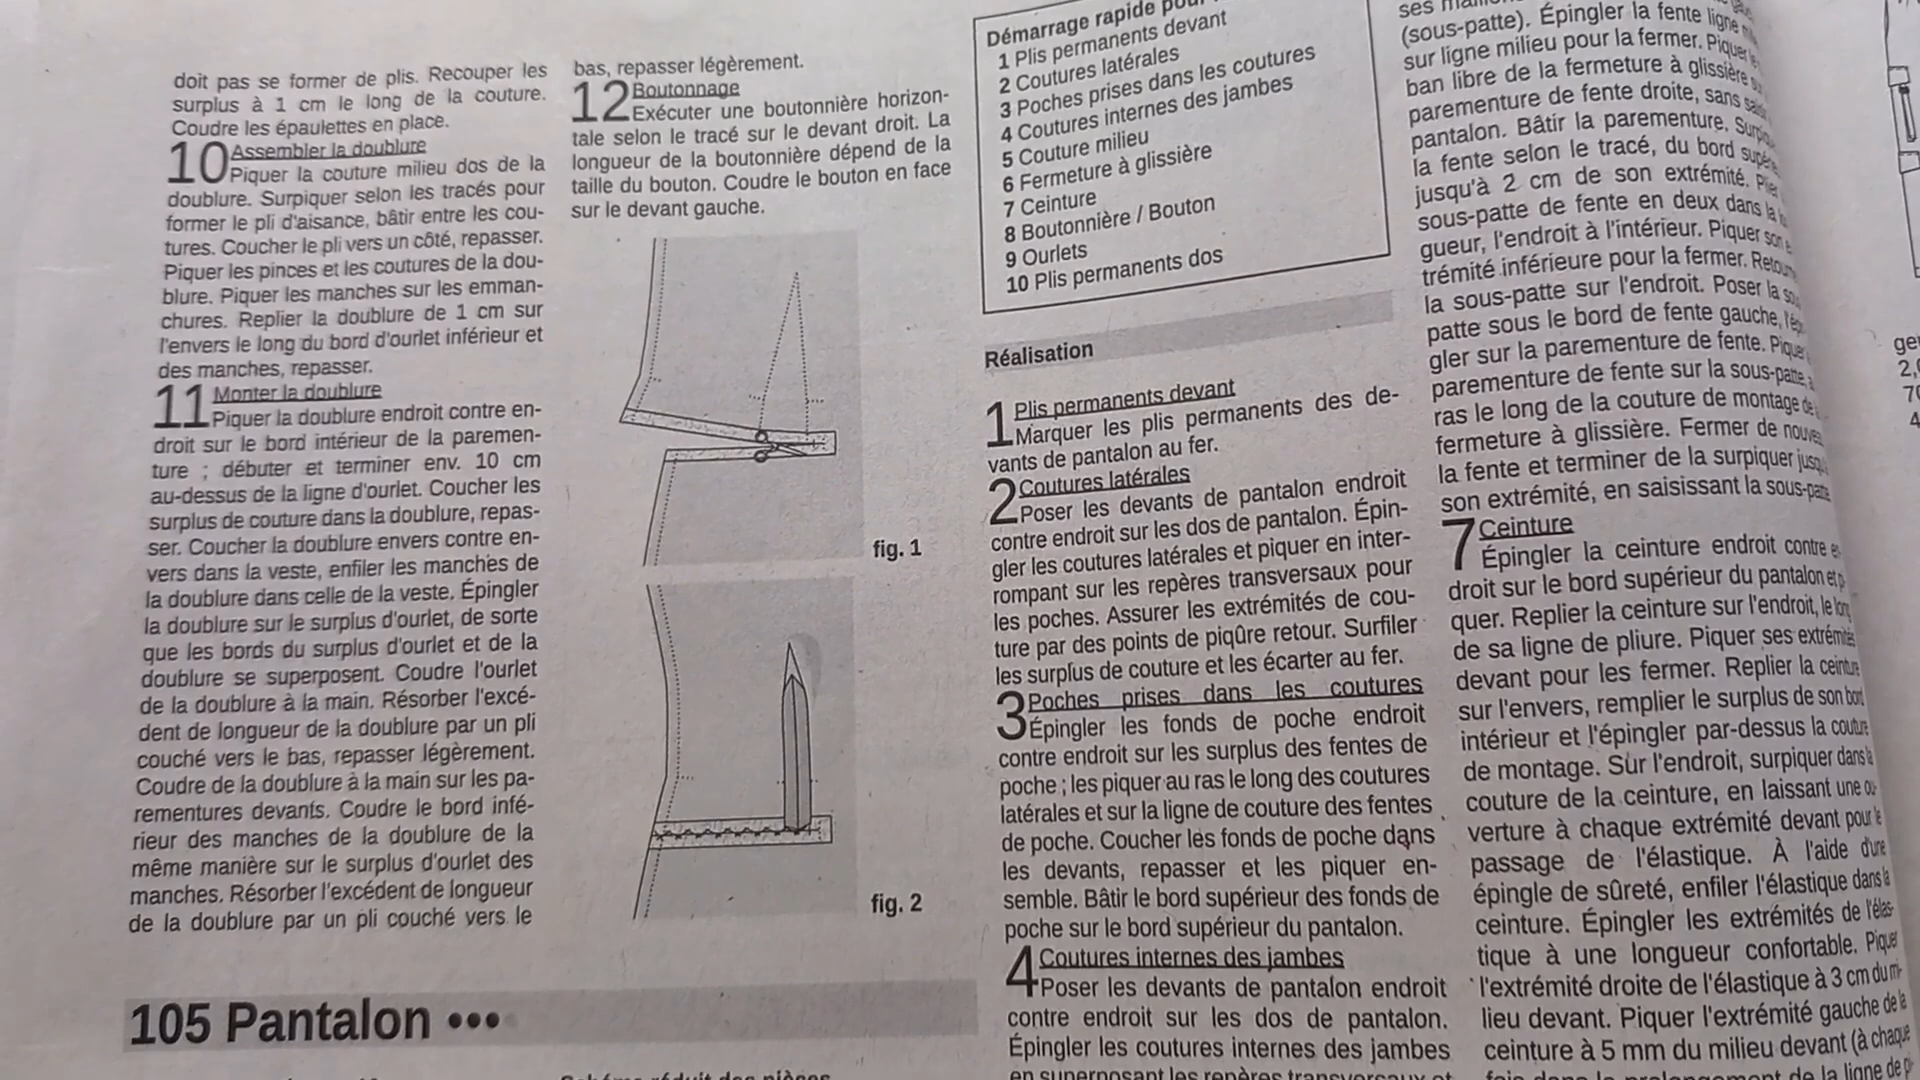 doit pas se former de plis. Recouper les
surplus à 1 cm le long de la couture.
Coudre les épaulettes en place.
10 Assembler la doublure
Piquer la couture milieu dos de la
doublure. Surpiquer selon les tracés pour
former le pli d'aisance, bâtir entre les cou-
tures. Coucher le pli vers un côté, repasser.
Piquer les pinces et les coutures de la dou-
blure. Piquer les manches sur les emman-
chures. Replier la doublure de 1 cm sur
l'envers le long du bord d'ourlet inférieur et
des manches, repasser.
11 Monter la doublure
Piquer la doublure endroit contre en-
droit sur le bord intérieur de la paremen-
ture ; débuter et terminer env. 10 cm
au-dessus de la ligne d'ourlet. Coucher les
surplus de couture dans la doublure, repas-
ser. Coucher la doublure envers contre en-
vers dans la veste, enfiler les manches de
la doublure dans celle de la veste. Épingler
la doublure sur le surplus d'ourlet, de sorte
que les bords du surplus d'ourlet et de la
doublure se superposent. Coudre l'ourlet
de la doublure à la main. Résorber l'excé-
dent de longueur de la doublure par un pli
couché vers le bas, repasser légèrement.
Coudre de la doublure à la main sur les pa-
rementures devants. Coudre le bord infé-
rieur des manches de la doublure de la
même manière sur le surplus d'ourlet des
manches. Résorber l'excédent de longueur
de la doublure par un pli couché vers le
bas, repasser légèrement.
12 Boutonnage
Exécuter une boutonnière horizon-
tale selon le tracé sur le devant droit. La
longueur de la boutonnière dépend de la
taille du bouton. Coudre le bouton en face
sur le devant gauche.
fig. 1
fig. 2
105 Pantalon •••
Schéma réduit des pièces
Démarrage rapide pour
1 Plis permanents devant
2 Coutures latérales
3 Poches prises dans les coutures
4 Coutures internes des jambes
5 Couture milieu
6 Fermeture à glissière
7 Ceinture
8 Boutonnière / Bouton
9 Ourlets
10 Plis permanents dos
Réalisation
1 Plis permanents devant
Marquer les plis permanents des de-
vants de pantalon au fer.
2 Coutures latérales
Poser les devants de pantalon endroit
contre endroit sur les dos de pantalon. Épin-
gler les coutures latérales et piquer en inter-
rompant sur les repères transversaux pour
les poches. Assurer les extrémités de cou-
ture par des points de piqûre retour. Surfiler
les surplus de couture et les écarter au fer.
3 Poches prises dans les coutures
Épingler les fonds de poche endroit
contre endroit sur les surplus des fentes de
poche ; les piquer au ras le long des coutures
latérales et sur la ligne de couture des fentes
de poche. Coucher les fonds de poche dans
les devants, repasser et les piquer en-
semble. Bâtir le bord supérieur des fonds de
poche sur le bord supérieur du pantalon.
4 Coutures internes des jambes
Poser les devants de pantalon endroit
contre endroit sur les dos de pantalon.
Épingler les coutures internes des jambes
en superposant les repères transversaux et
ses
(sous-patte). Épingler la fente ligne
sur ligne milieu pour la fermer. Piquer le
ban libre de la fermeture à glissière
parementure de fente droite, sans
pantalon. Bâtir la parementure.
la fente selon le tracé, du bord
jusqu'à 2 cm de son extrémité.
sous-patte de fente en deux dans la
gueur, l'endroit à l'intérieur. Piquer son
trémité inférieure pour la fermer.
la sous-patte sur l'endroit. Poser la
patte sous le bord de fente gauche,
gler sur la parementure de fente. Piquer
parementure de fente sur la sous-patte,
ras le long de la couture de montage de
fermeture à glissière. Fermer de
la fente et terminer de la surpiquer
son extrémité, en saisissant la sous-patte.
7 Ceinture
Épingler la ceinture endroit contre
droit sur le bord supérieur du pantalon et
quer. Replier la ceinture sur l'endroit, le long
de sa ligne de pliure. Piquer ses extrémités
devant pour les fermer. Replier la ceinture
sur l'envers, remplier le surplus de son bord
intérieur et l'épingler par-dessus la couture
de montage. Sur l'endroit, surpiquer dans la
couture de la ceinture, en laissant une ou-
verture à chaque extrémité devant pour le
passage de l'élastique. À l'aide d'une
épingle de sûreté, enfiler l'élastique dans la
ceinture. Épingler les extrémités de l'élas-
tique à une longueur confortable. Piquer
l'extrémité droite de l'élastique à 3 cm du mi-
lieu devant. Piquer l'extrémité gauche de la
ceinture à 5 mm du milieu devant (à chaque
fois dans le prolongement de la ligne de